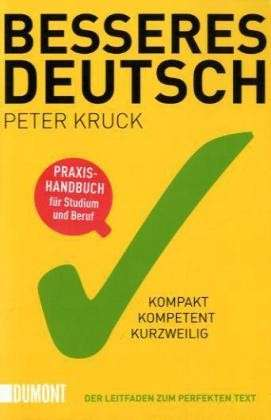 BESSERES
DEUTSCH
PETER KRUCK
PRAXIS-
HANDBUCH
für Studium
und Beruf
KOMPAKT
KOMPETENT
KURZWEILIG
DUMONT
DER LEITFADEN ZUM PERFEKTEN TEXT